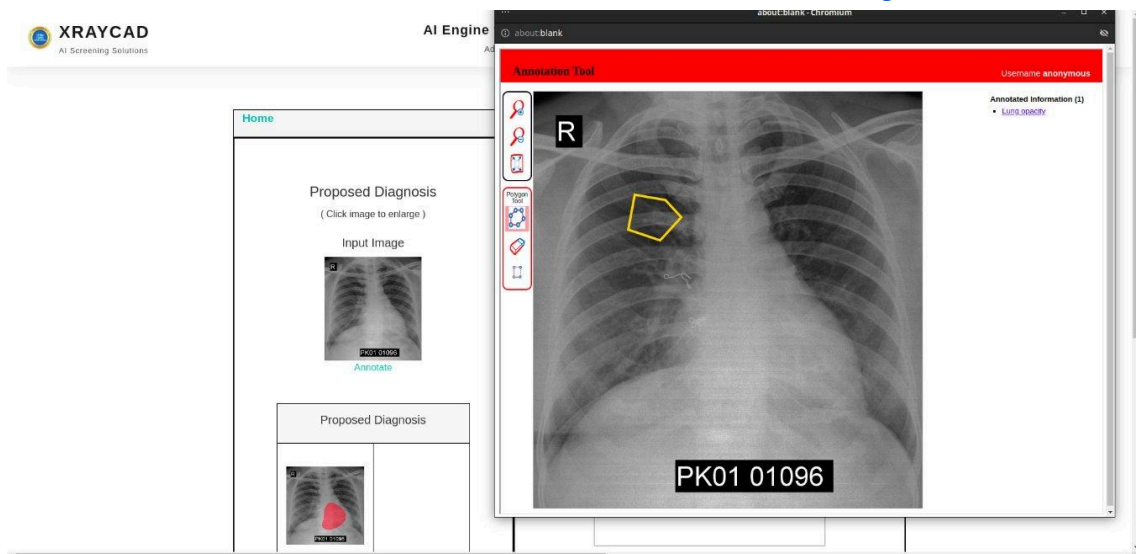 XRAYCAD
AI Screening Solutions
AI Engine
Ad
Home
Proposed Diagnosis
( Click image to enlarge )
Input Image
R
PK01 01096
Annotate
Proposed Diagnosis
R
PK01 01096
about:blank - Chromium
about:blank
Annotation Tool
Username anonymous
Polygon
Tool
R
PK01 01096
Annotated Information (1)
Lung opacity